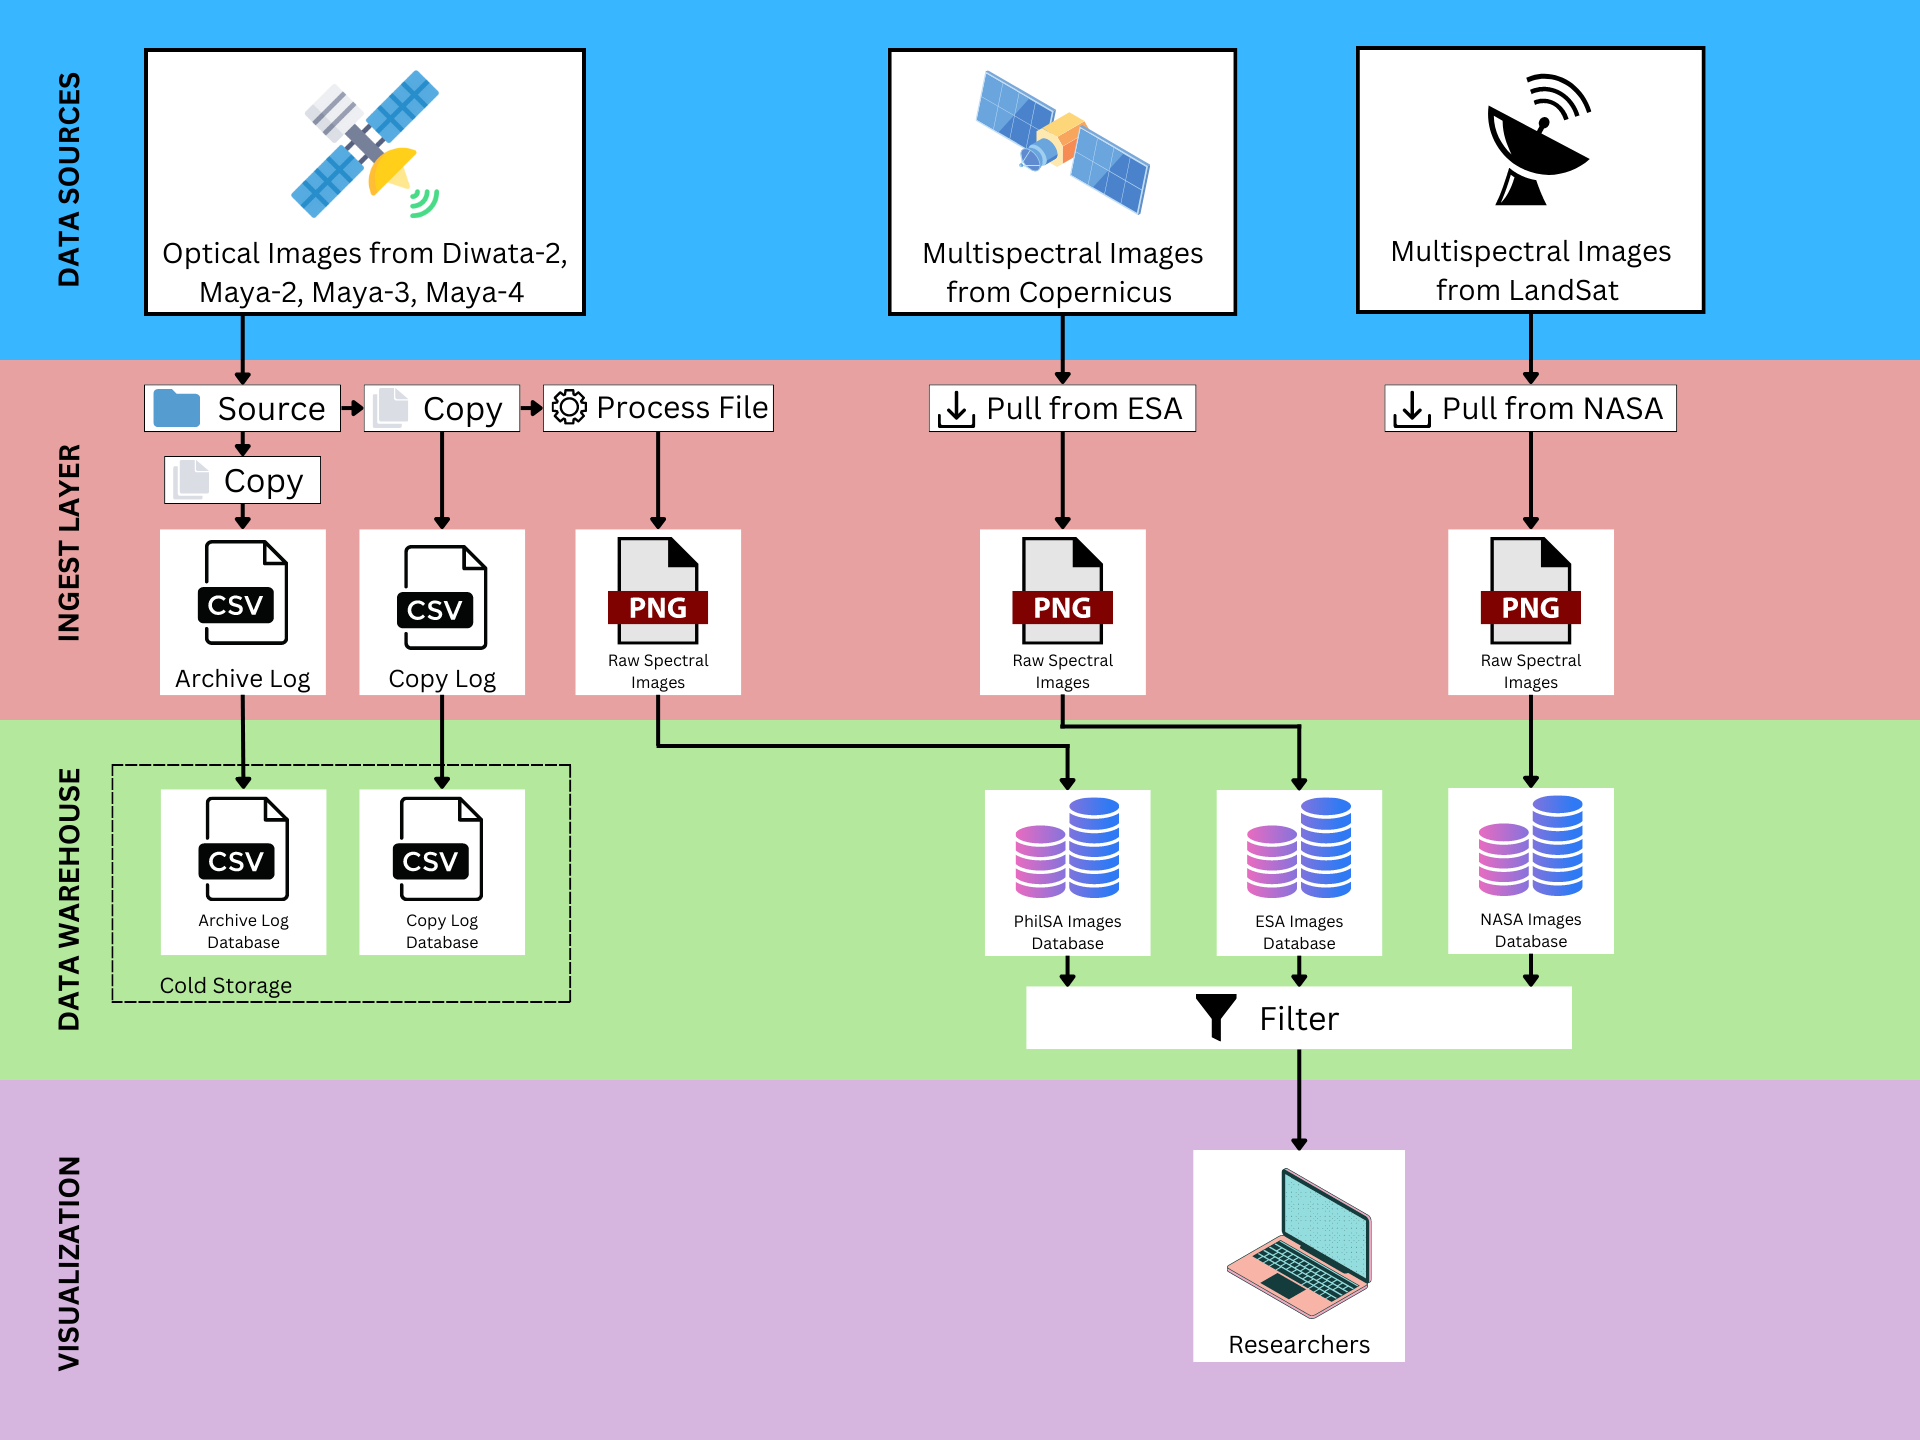 DATA SOURCES
Optical Images from Diwata-2,
Maya-2, Maya-3, Maya-4
Multispectral Images
from Copernicus
Multispectral Images
from LandSat
INGEST LAYER
Source
Copy
Process File
Pull from ESA
Pull from NASA
Copy
CSV
Archive Log
CSV
Copy Log
PNG
Raw Spectral
Images
PNG
Raw Spectral
Images
PNG
Raw Spectral
Images
DATA WAREHOUSE
CSV
Archive Log
Database
CSV
Copy Log
Database
Cold Storage
PhilSA Images
Database
ESA Images
Database
NASA Images
Database
Filter
VISUALIZATION
Researchers